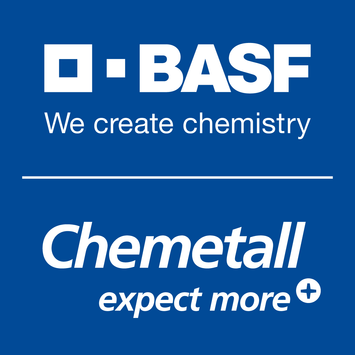 BASF
We create chemistry
Chemetall
expect more+